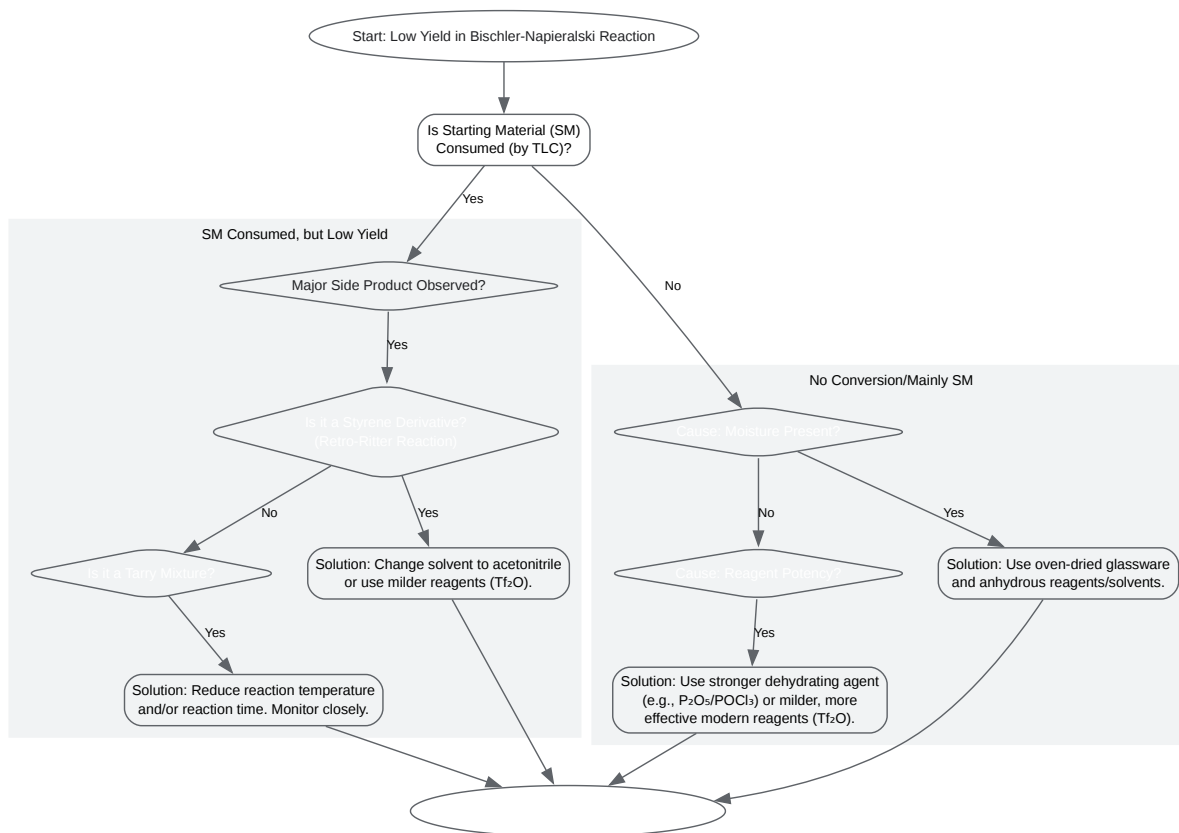 Start: Low Yield in Bischler-Napieralski Reaction
Is Starting Material (SM)
Consumed (by TLC)?
Yes
No
SM Consumed, but Low Yield
Major Side Product Observed?
Yes
Is it a Styrene Derivative?
(Retro-Ritter Reaction)
No
Yes
Is it a Tarry Mixture?
Solution: Change solvent to acetonitrile
or use milder reagents (Tf₂O).
Yes
Solution: Reduce reaction temperature
and/or reaction time. Monitor closely.
No Conversion/Mainly SM
Cause: Moisture Present?
No
Yes
Cause: Reagent Potency?
Solution: Use oven-dried glassware
and anhydrous reagents/solvents.
Yes
Solution: Use stronger dehydrating agent
(e.g., P₂O₅/POCl₃) or milder, more
effective modern reagents (Tf₂O).